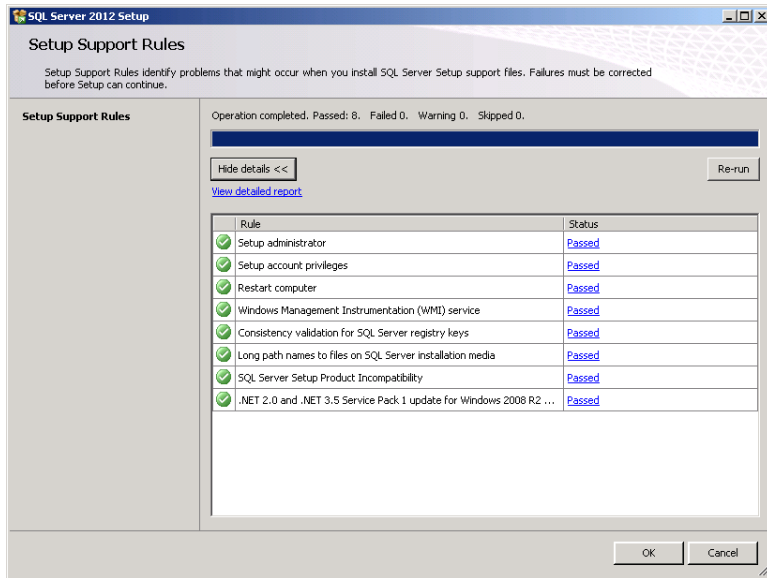 SQL Server 2012 Setup
Setup Support Rules
Setup Support Rules identify problems that might occur when you install SQL Server Setup support files. Failures must be corrected
before Setup can continue.
Setup Support Rules
Operation completed. Passed: 8. Failed 0. Warning 0. Skipped 0.
Hide details <<
Re-run
View detailed report
Rule Status
Setup administrator Passed
Setup account privileges Passed
Restart computer Passed
Windows Management Instrumentation (WMI) service Passed
Consistency validation for SQL Server registry keys Passed
Long path names to files on SQL Server installation media Passed
SQL Server Setup Product Incompatibility Passed
.NET 2.0 and .NET 3.5 Service Pack 1 update for Windows 2008 R2 ... Passed
OK Cancel